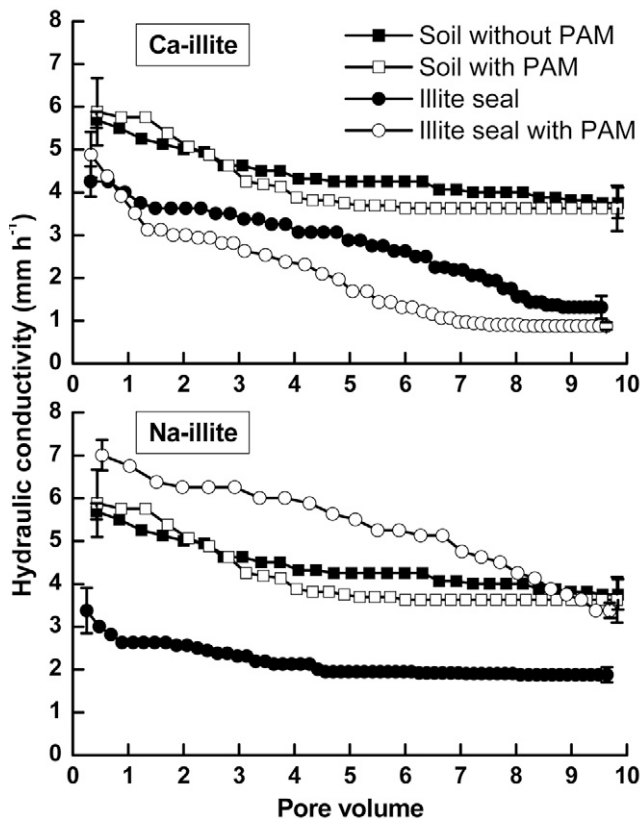 8
Ca-illite
Soil without PAM
Soil with PAM
Illite seal
Illite seal with PAM
7
6
5
4
3
2
1
0
0 1 2 3 4 5 6 7 8 9 10
Hydraulic conductivity (mm h⁻¹)
8
Na-illite
7
6
5
4
3
2
1
0
0 1 2 3 4 5 6 7 8 9 10
Pore volume